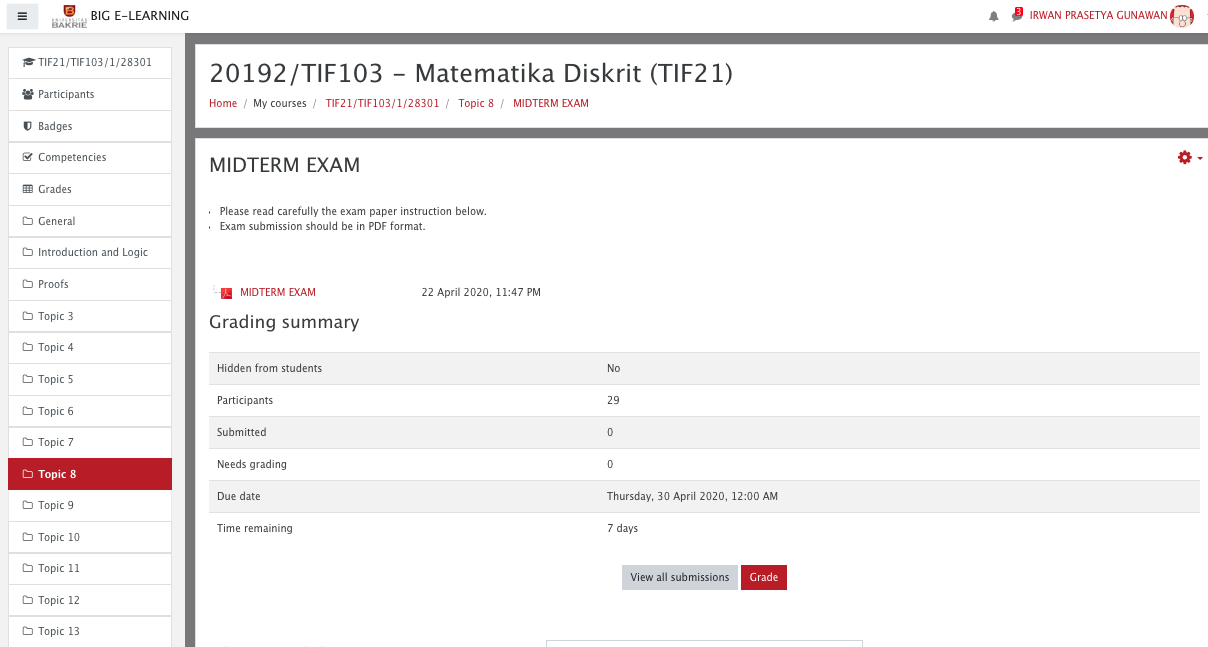 UNIVERSITAS
BAKRIE
BIG E-LEARNING
3
IRWAN PRASETYA GUNAWAN
TIF21/TIF103/1/28301
Participants
Badges
Competencies
Grades
General
Introduction and Logic
Proofs
Topic 3
Topic 4
Topic 5
Topic 6
Topic 7
Topic 8
Topic 9
Topic 10
Topic 11
Topic 12
Topic 13
20192/TIF103 - Matematika Diskrit (TIF21)
Home / My courses / TIF21/TIF103/1/28301 / Topic 8 / MIDTERM EXAM
MIDTERM EXAM
Please read carefully the exam paper instruction below.
Exam submission should be in PDF format.
MIDTERM EXAM 22 April 2020, 11:47 PM
Grading summary
Hidden from students No
Participants 29
Submitted 0
Needs grading 0
Due date Thursday, 30 April 2020, 12:00 AM
Time remaining 7 days
View all submissions Grade